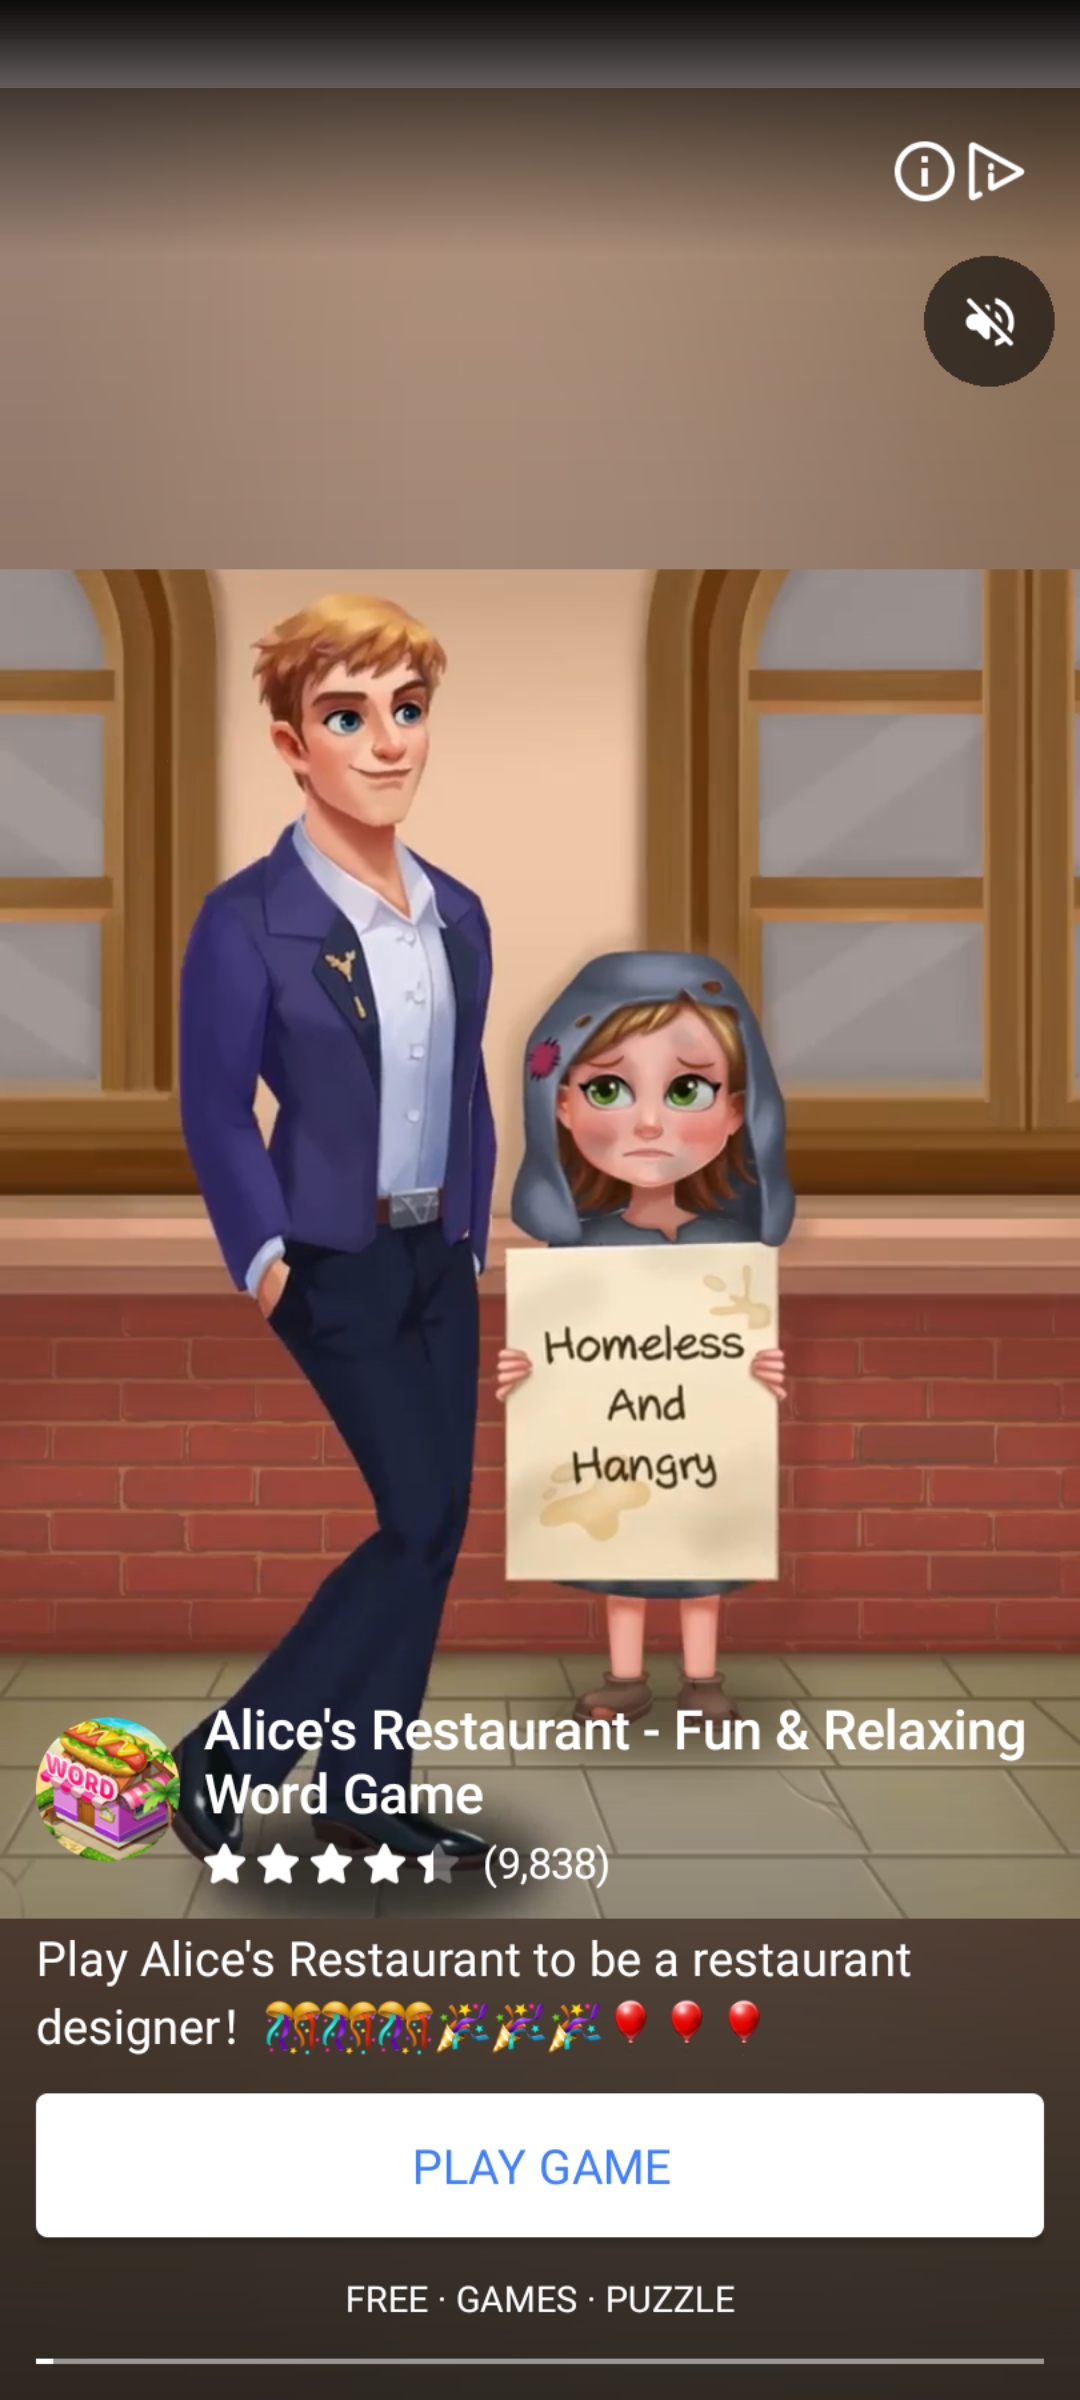 Homeless
And
Hangry
WORD
Alice's Restaurant - Fun & Relaxing
Word Game
(9,838)
Play Alice's Restaurant to be a restaurant
designer! 🎊🎊🎊🎉🎉🎉🎈🎈🎈
PLAY GAME
FREE · GAMES · PUZZLE